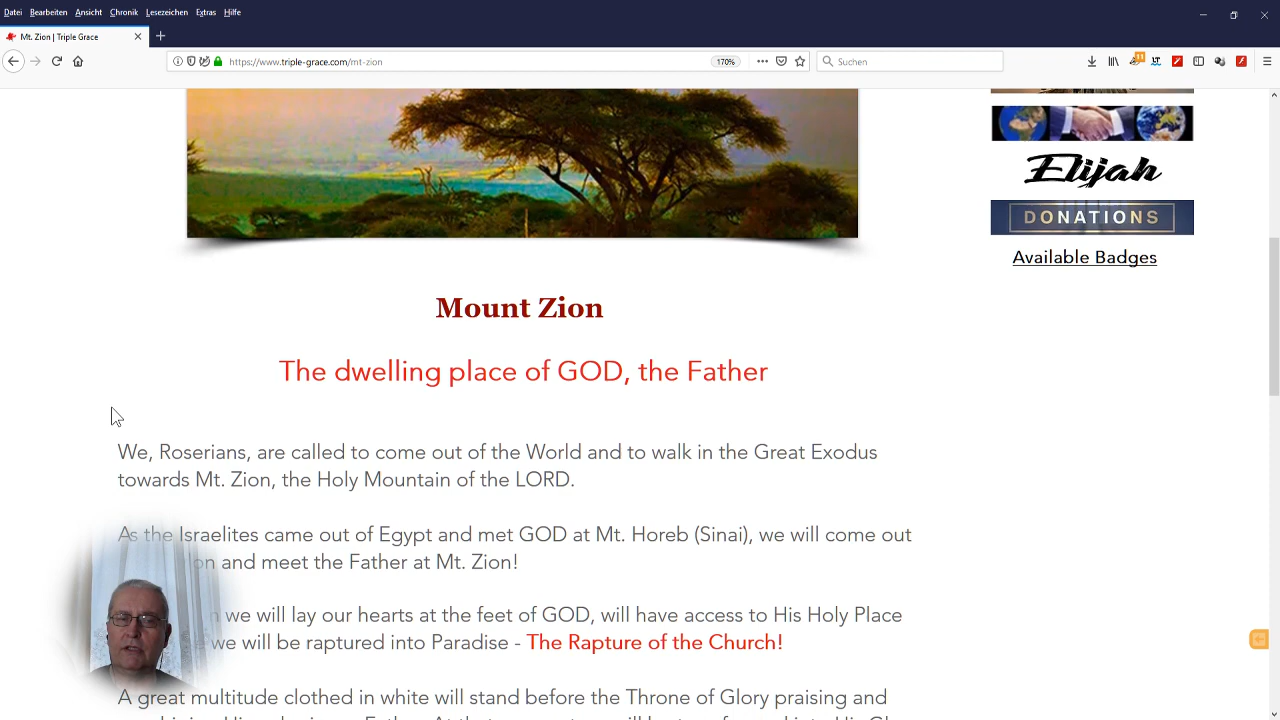 Datei Bearbeiten Ansicht Chronik Lesezeichen Extras Hilfe
Mt. Zion | Triple Grace
https://www.triple-grace.com/mt-zion
170%
Suchen
11
LT
Elijah
DONATIONS
Available Badges
Mount Zion
The dwelling place of GOD, the Father
We, Roserians, are called to come out of the World and to walk in the Great Exodus
towards Mt. Zion, the Holy Mountain of the LORD.
As the Israelites came out of Egypt and met GOD at Mt. Horeb (Sinai), we will come out
and meet the Father at Mt. Zion!
we will lay our hearts at the feet of GOD, will have access to His Holy Place
we will be raptured into Paradise - The Rapture of the Church!
A great multitude clothed in white will stand before the Throne of Glory praising and